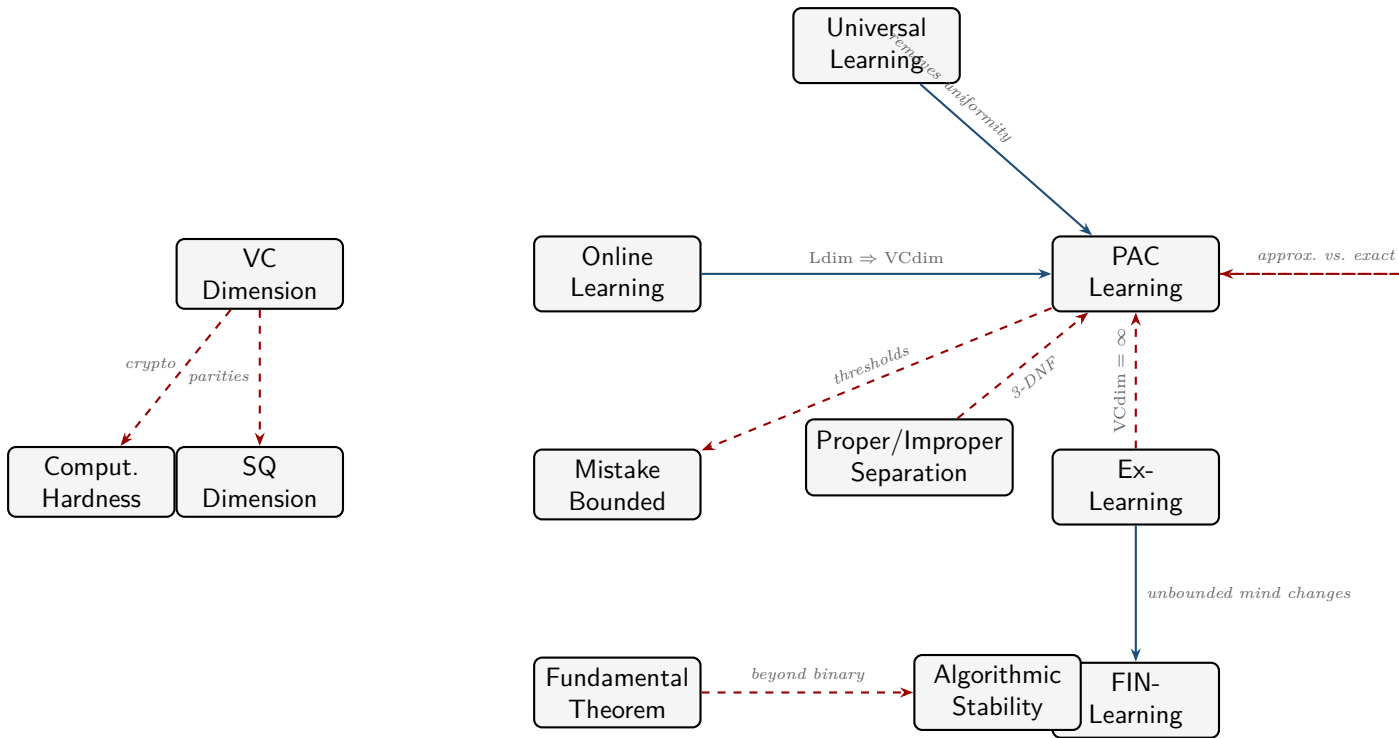 Universal
Learning
removes uniformity
VC
Dimension
Online
Learning
Ldim ⇒ VCdim
PAC
Learning
approx. vs. exact
crypto
parities
thresholds
3-DNF
VCdim = ∞
Comput.
Hardness
SQ
Dimension
Mistake
Bounded
Proper/Improper
Separation
Ex-
Learning
unbounded mind changes
Fundamental
Theorem
beyond binary
Algorithmic
Stability
FIN-
Learning